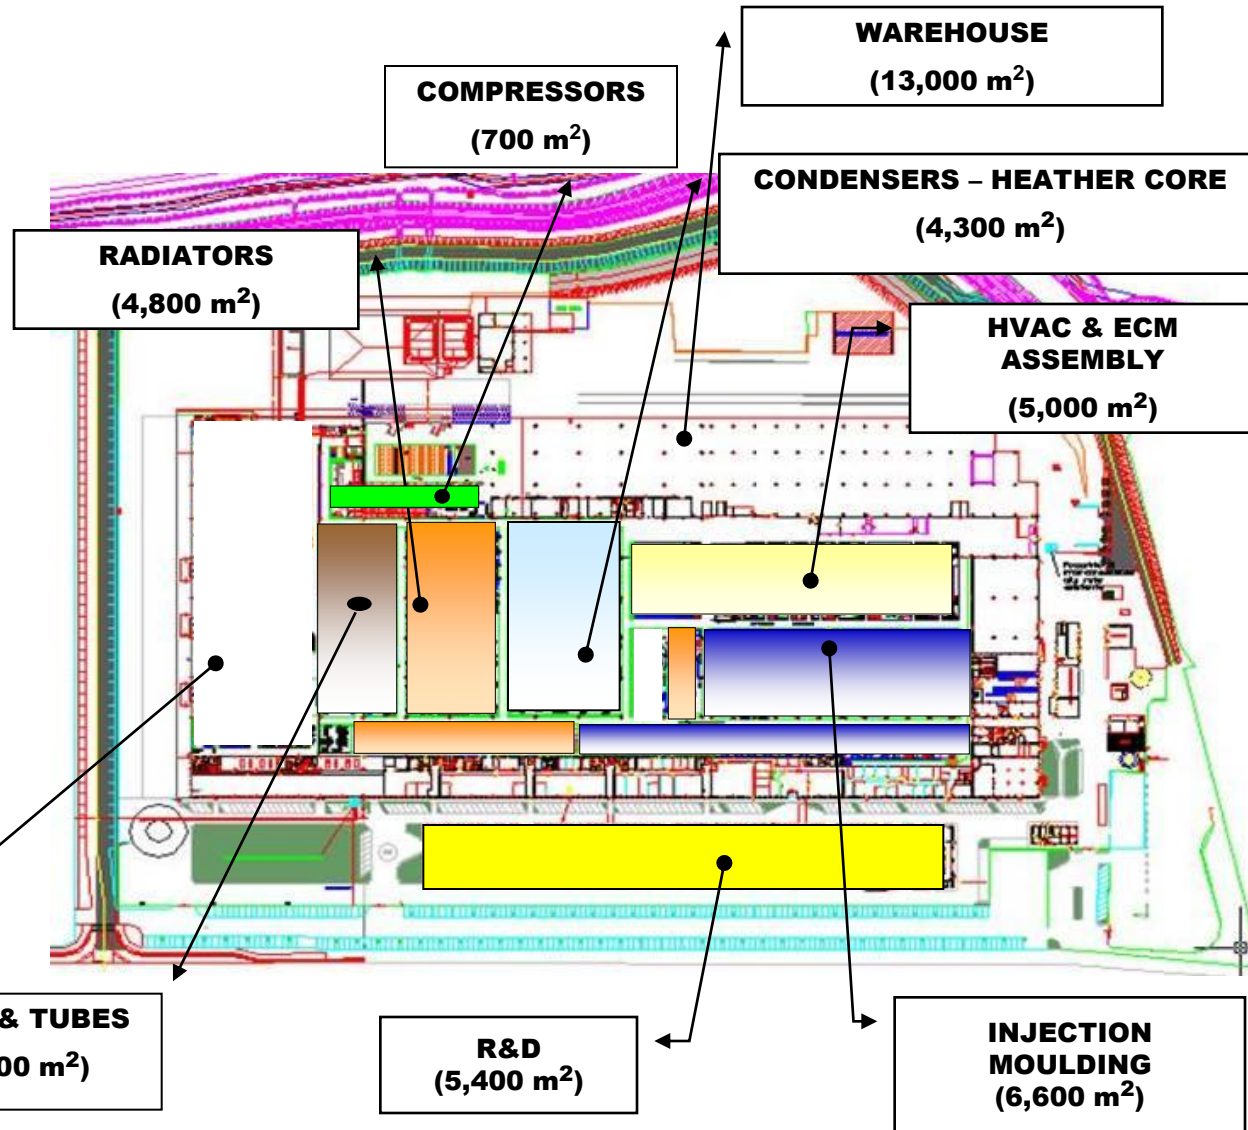 WAREHOUSE
(13,000 m²)
COMPRESSORS
(700 m²)
CONDENSERS – HEATHER CORE
(4,300 m²)
RADIATORS
(4,800 m²)
HVAC & ECM
ASSEMBLY
(5,000 m²)
& TUBES
00 m²)
R&D
(5,400 m²)
INJECTION
MOULDING
(6,600 m²)